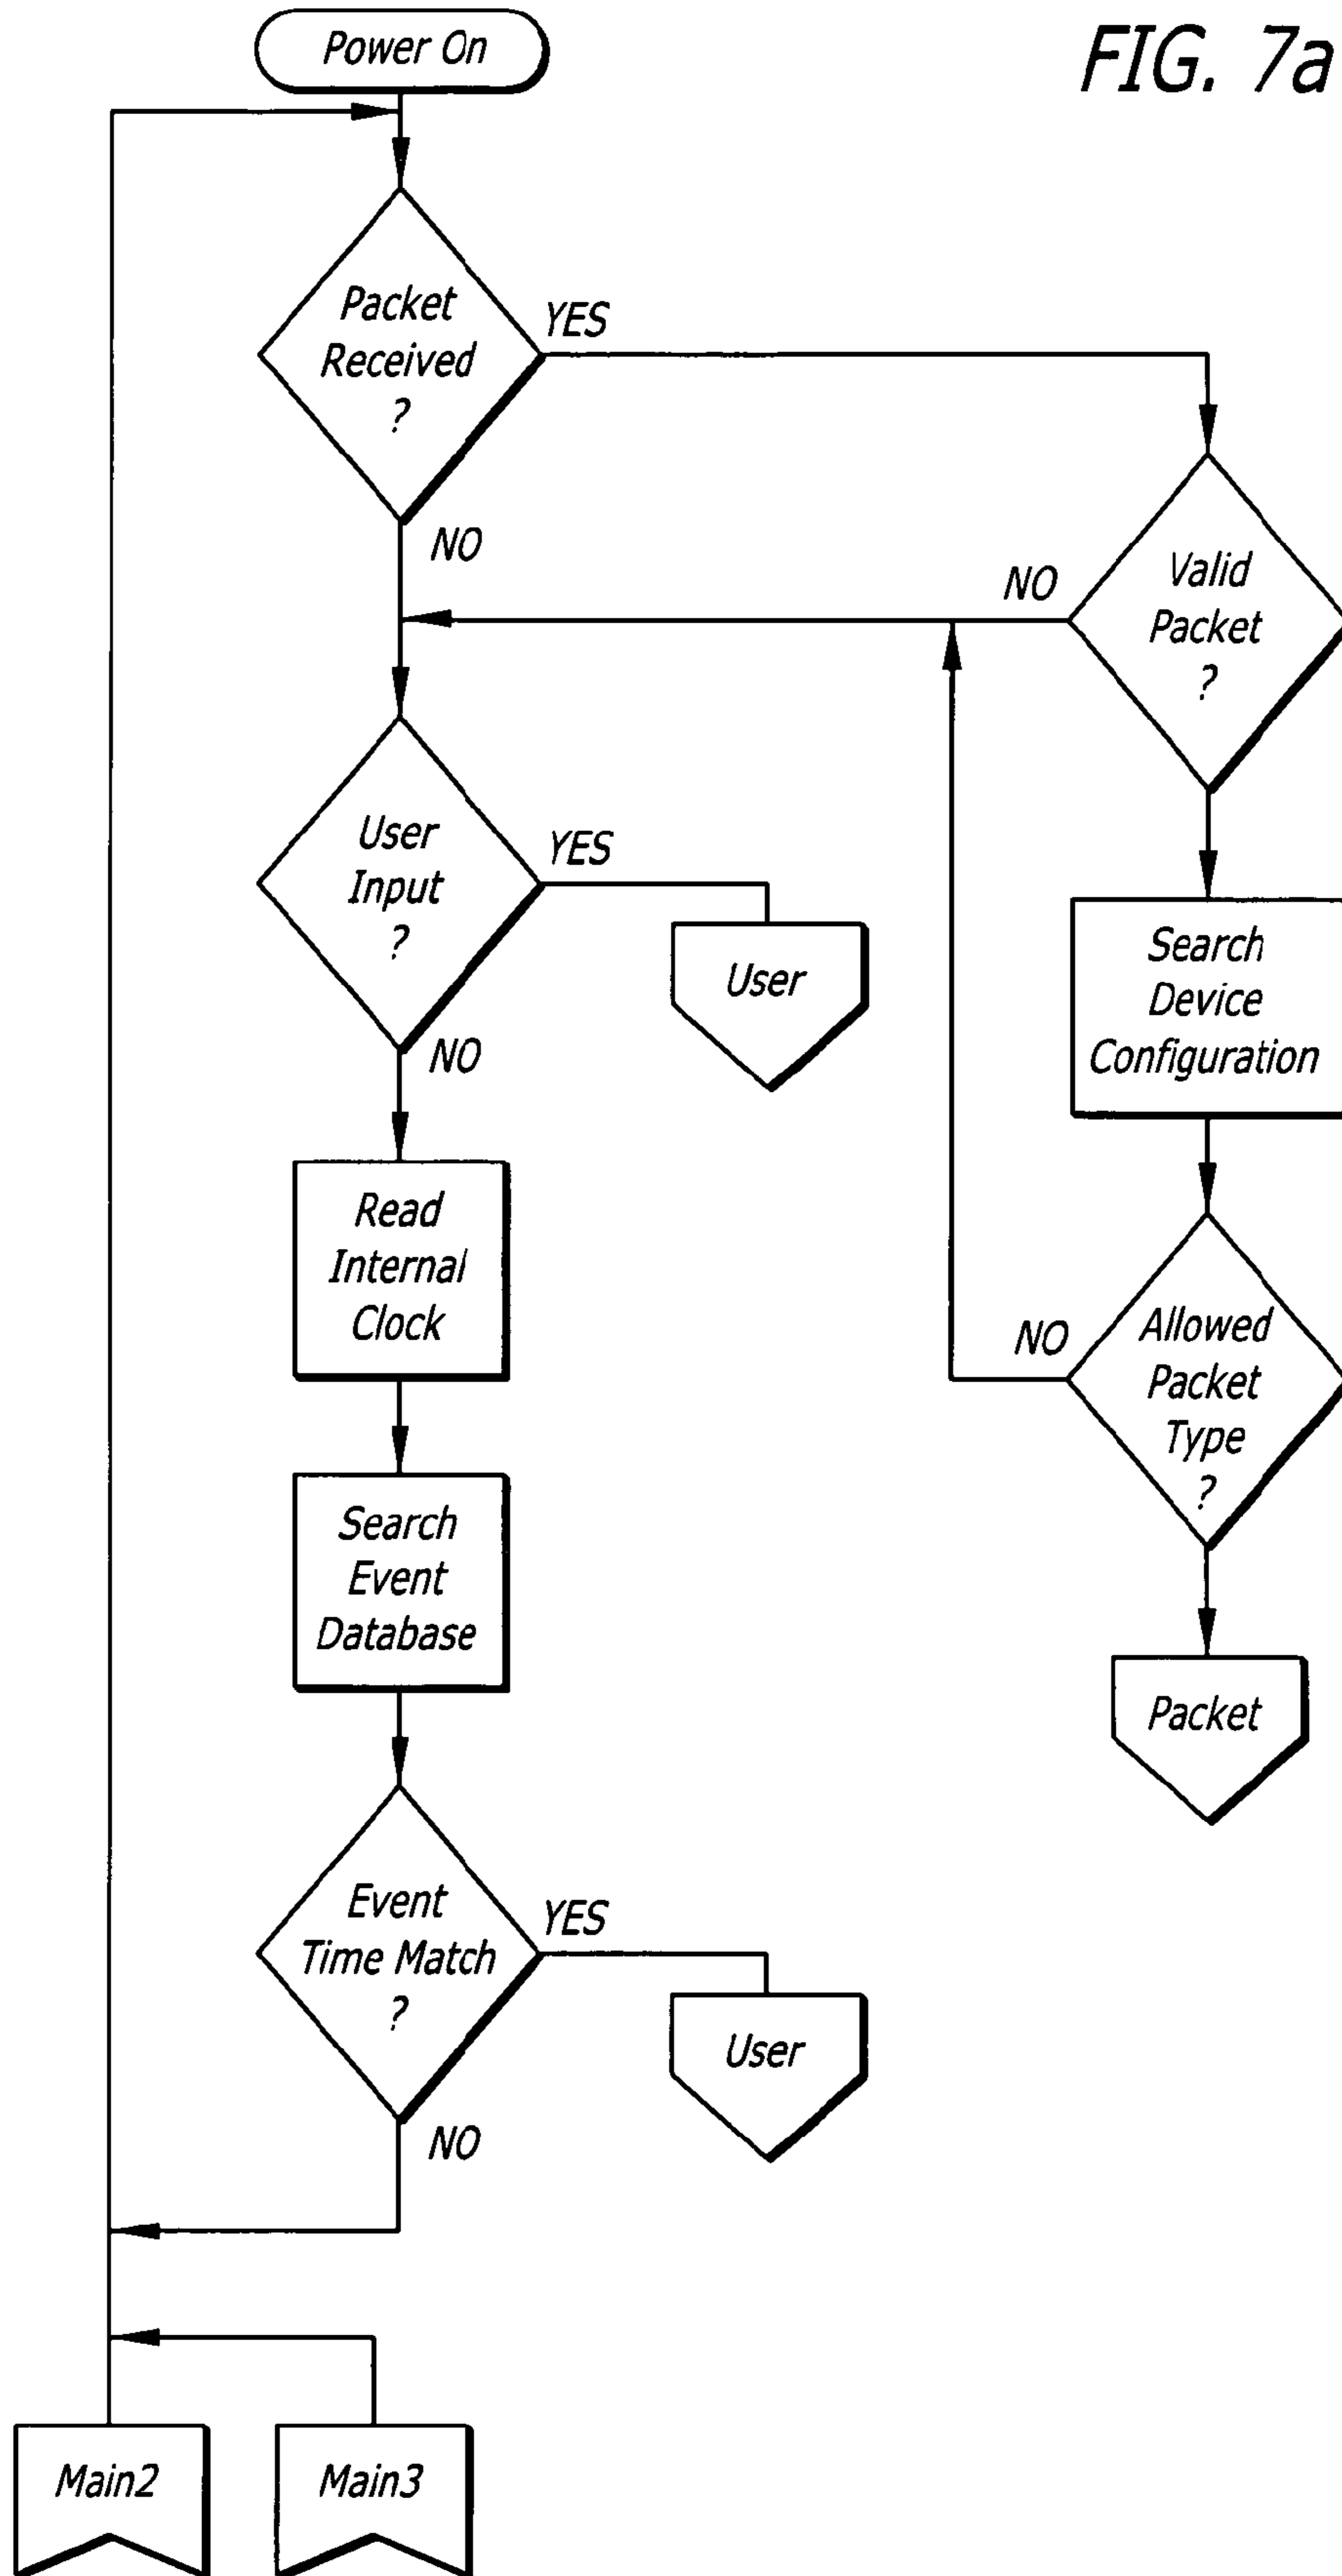 FIG. 7a
Power On
Packet
Received
?
YES
NO
Valid
Packet
?
NO
User
Input
?
YES
NO
User
Search
Device
Configuration
Read
Internal
Clock
Allowed
Packet
Type
?
NO
Search
Event
Database
Packet
Event
Time Match
?
YES
NO
User
Main2
Main3